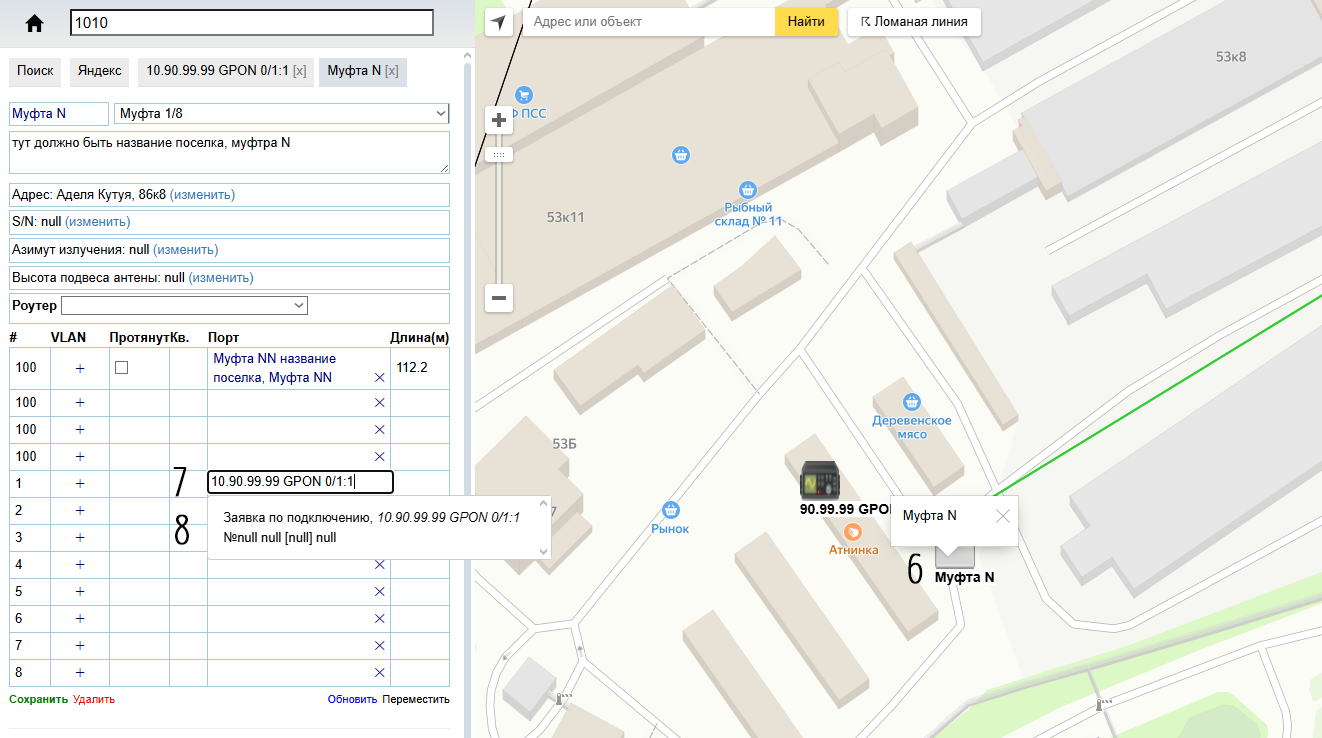 1010
Поиск
Яндекс
10.90.99.99 GPON 0/1:1 [x]
Муфта N [x]
Муфта N
Муфта 1/8
тут должно быть название поселка, муфтра N
Адрес: Аделя Кутуя, 86к8 (изменить)
S/N: null (изменить)
Азимут излучения: null (изменить)
Высота подвеса антены: null (изменить)
Роутер
# VLAN ПротянутКв. Порт Длина(м)
100 + Муфта NN название
поселка, Муфта NN 112.2
100 +
100 +
100 +
1 + 7 10.90.99.99 GPON 0/1:1
2 +
8 Заявка по подключению, 10.90.99.99 GPON 0/1:1
3 + №null null [null] null
4 +
5 +
6 +
7 +
8 +
Сохранить Удалить Обновить Переместить
Адрес или объект
Найти
Ломаная линия
53к8
ПСС
53к11
Рыбный
склад № 11
Деревенское
мясо
53Б
7
Рынок
90.99.99 GPO
Атнинка
Муфта N
6
Муфта N